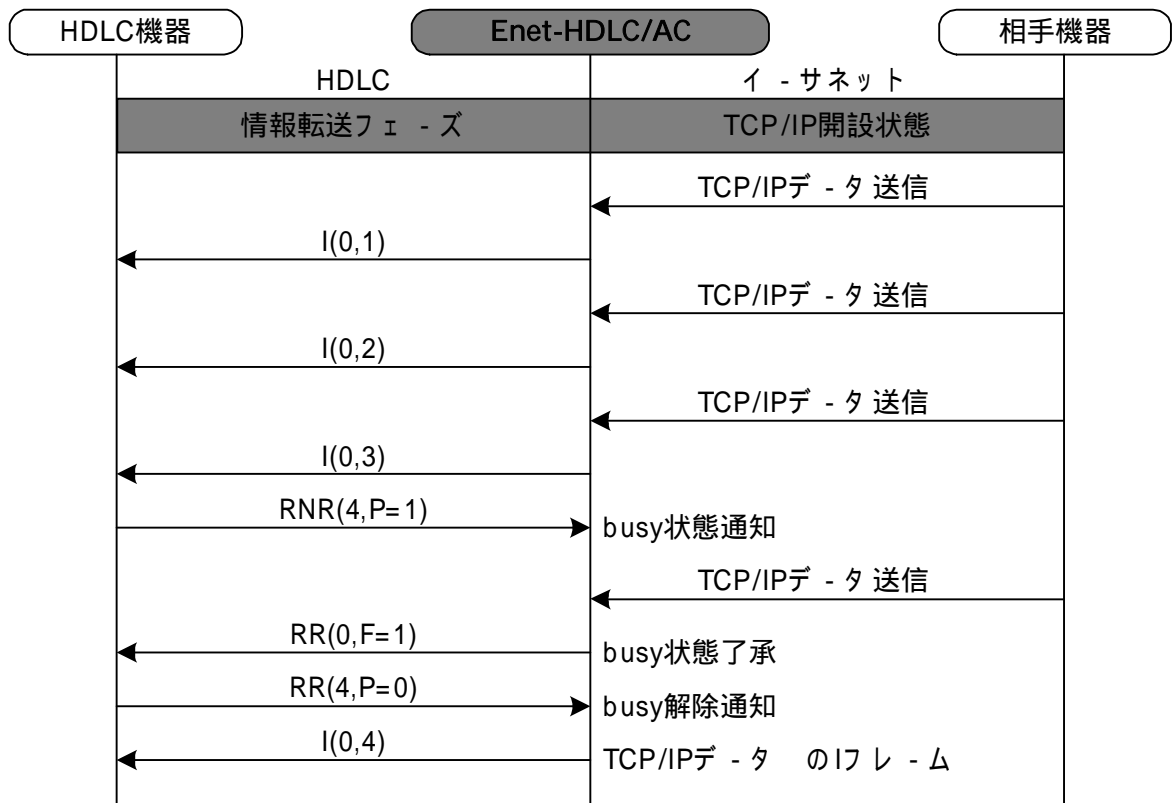 HDLC機器
Enet-HDLC/AC
相手機器
HDLC
イ-サネット
情報転送フェ-ズ
TCP/IP開設状態
TCP/IPデ-タ送信
I(0,1)
TCP/IPデ-タ送信
I(0,2)
TCP/IPデ-タ送信
I(0,3)
RNR(4,P=1)
busy状態通知
TCP/IPデ-タ送信
RR(0,F=1)
busy状態了承
RR(4,P=0)
busy解除通知
I(0,4)
TCP/IPデ-タ のIフレ-ム